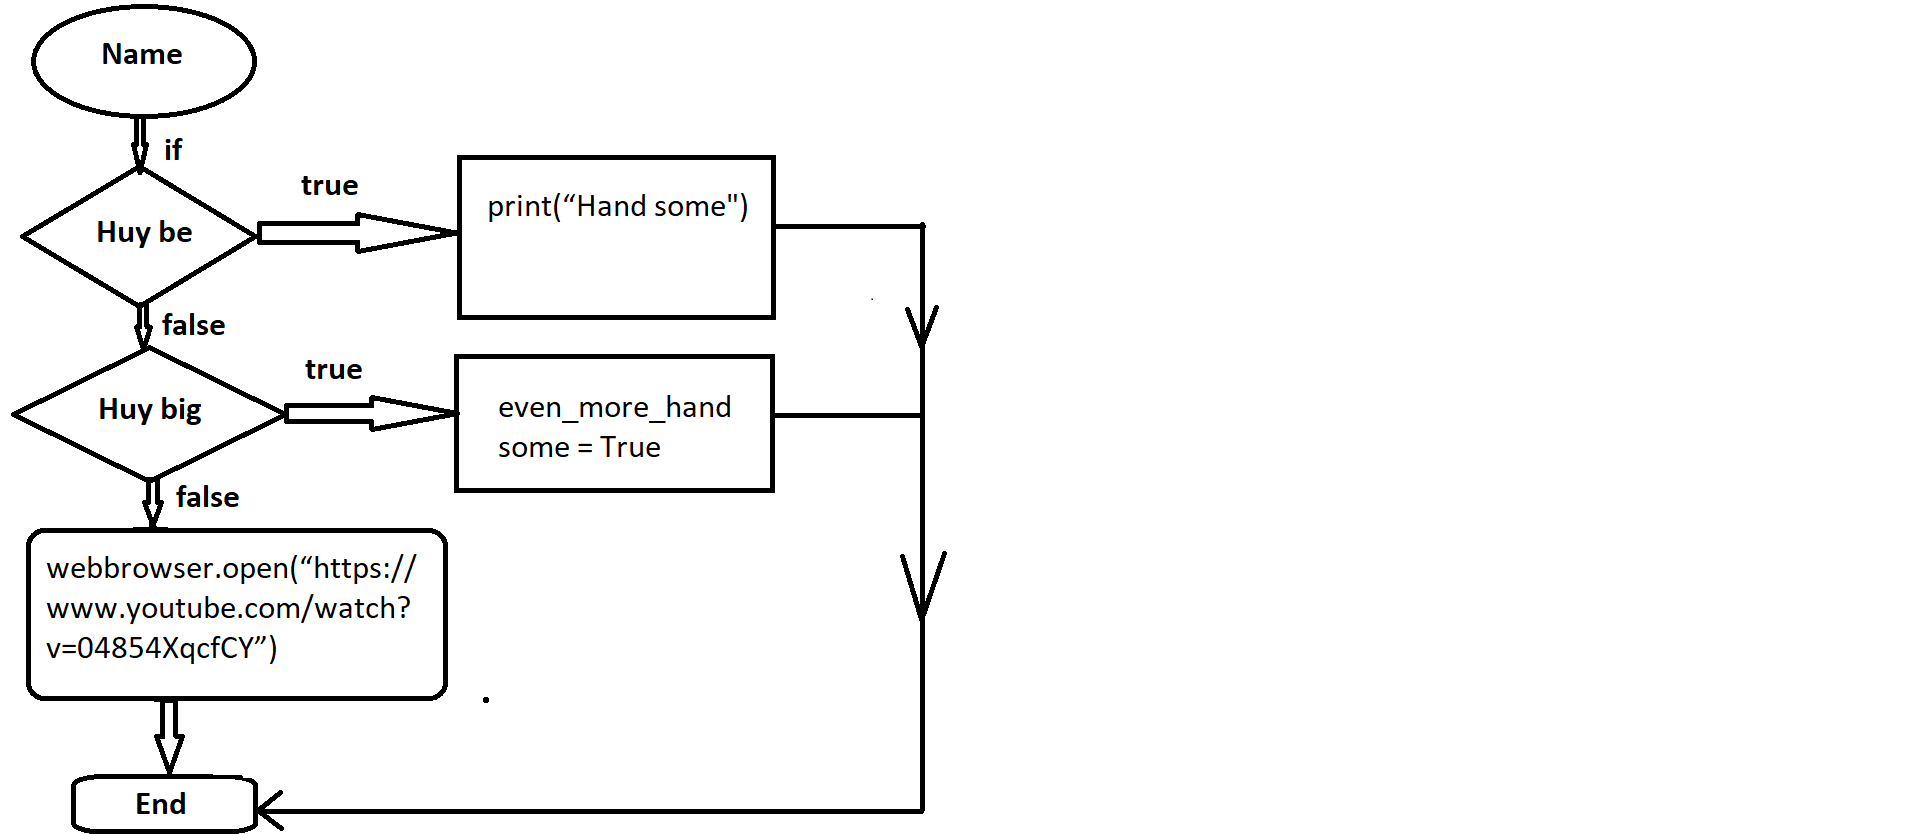 Name
if
true
print(“Hand some")
Huy be
false
true
Huy big
even_more_hand
some = True
false
webbrowser.open(“https://
www.youtube.com/watch?
v=04854XqcfCY”)
End